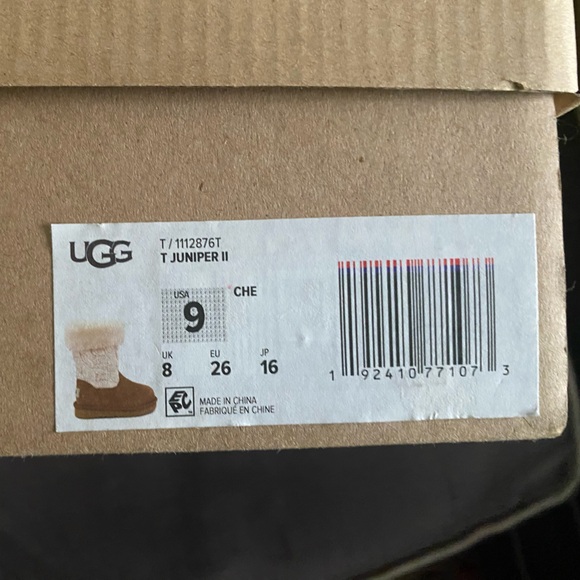 UGG
T / 1112876T
T JUNIPER II
USA
9
CHE
UK EU JP
8 26 16
EPC
MADE IN CHINA
FABRIQUÉ EN CHINE
1 92410 77107 3